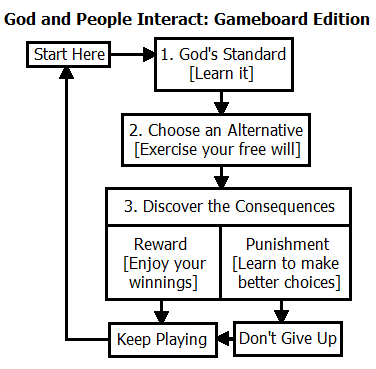 God and People Interact: Gameboard Edition
Start Here
1. God's Standard
[Learn it]
2. Choose an Alternative
[Exercise your free will]
3. Discover the Consequences
Reward
[Enjoy your
winnings]
Punishment
[Learn to make
better choices]
Keep Playing
Don't Give Up